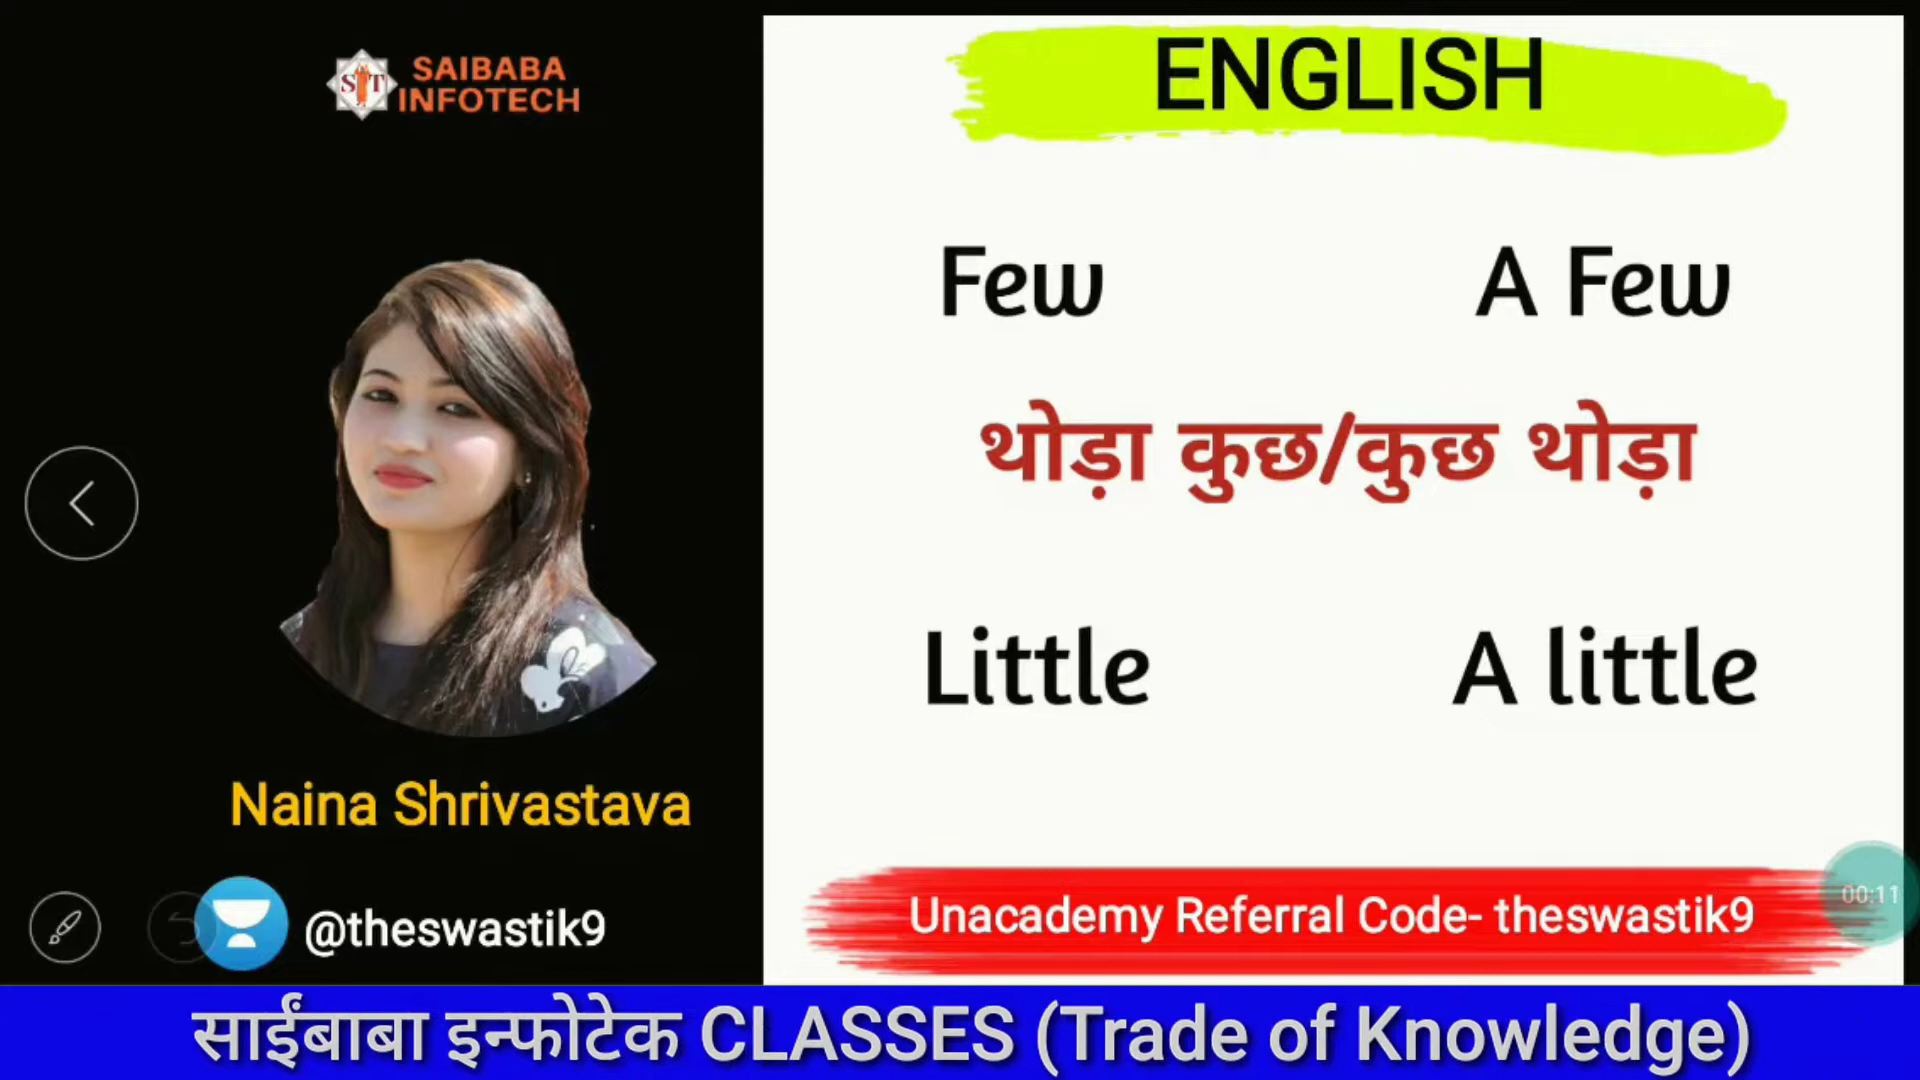 SAIBABA
INFOTECH
SIT
Naina Shrivastava
@theswastik9
ENGLISH
Few A Few
थोड़ा कुछ/कुछ थोड़ा
Little A little
Unacademy Referral Code- theswastik9
00:11
साईंबाबा इन्फोटेक CLASSES (Trade of Knowledge)